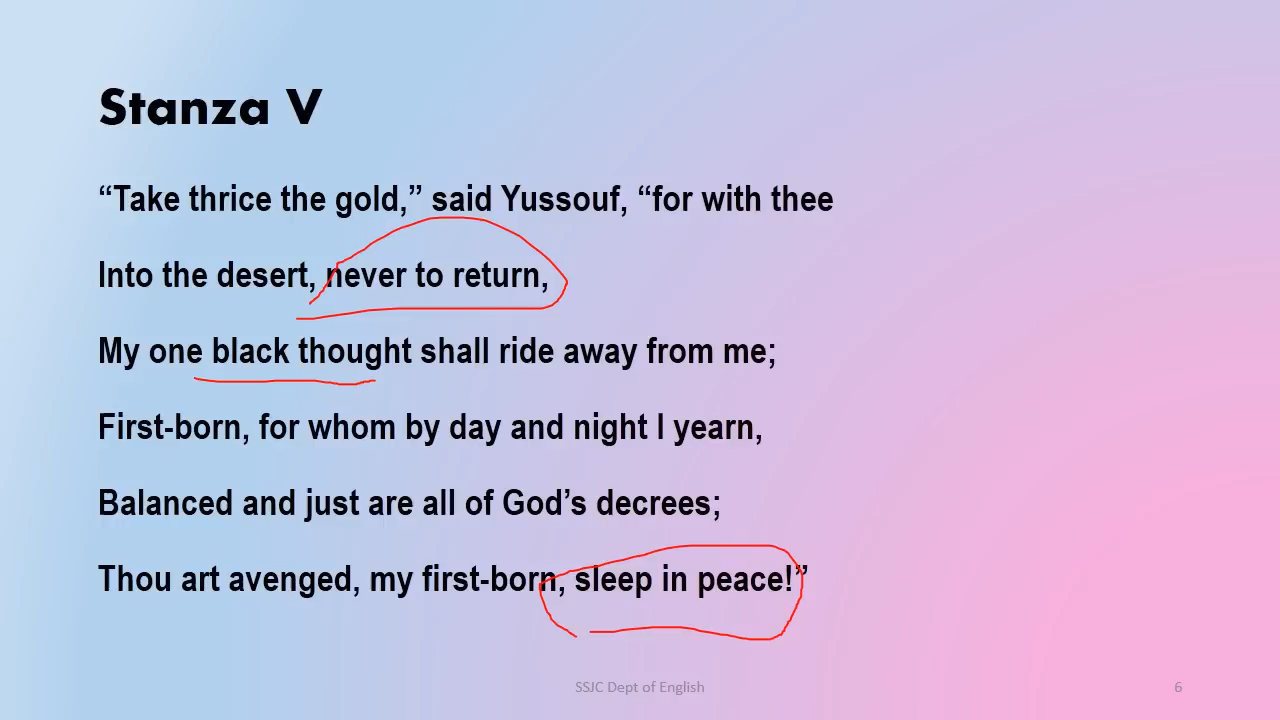 Stanza V
“Take thrice the gold,” said Yussouf, “for with thee
Into the desert, never to return,
My one black thought shall ride away from me;
First-born, for whom by day and night I yearn,
Balanced and just are all of God’s decrees;
Thou art avenged, my first-born, sleep in peace!”
SSJC Dept of English
6